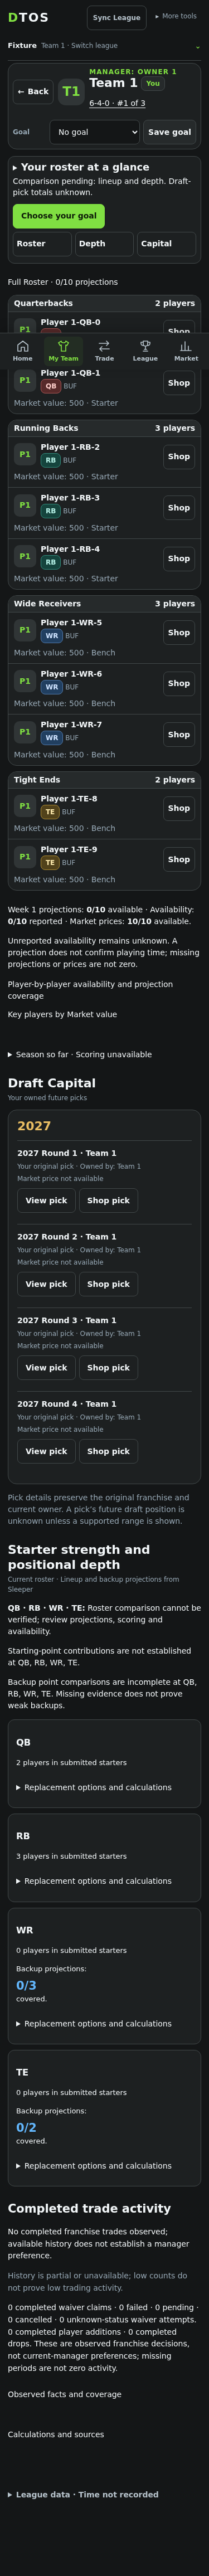 DTOS
Sync League
▸ More tools
Fixture Team 1 · Switch league
← Back
T1
MANAGER: OWNER 1
Team 1 You
6-4-0 · #1 of 3
Goal
No goal
Save goal
▸ Your roster at a glance
Comparison pending: lineup and depth. Draft-
pick totals unknown.
Choose your goal
Roster
Depth
Capital
Full Roster · 0/10 projections
Quarterbacks
2 players
Player 1-QB-0
Shop
Home
My Team
Trade
League
Market
P1
Player 1-QB-1
QB BUF
Shop
Market value: 500 · Starter
Running Backs
3 players
P1
Player 1-RB-2
RB BUF
Shop
Market value: 500 · Starter
P1
Player 1-RB-3
RB BUF
Shop
Market value: 500 · Starter
P1
Player 1-RB-4
RB BUF
Shop
Market value: 500 · Starter
Wide Receivers
3 players
P1
Player 1-WR-5
WR BUF
Shop
Market value: 500 · Bench
P1
Player 1-WR-6
WR BUF
Shop
Market value: 500 · Bench
P1
Player 1-WR-7
WR BUF
Shop
Market value: 500 · Bench
Tight Ends
2 players
P1
Player 1-TE-8
TE BUF
Shop
Market value: 500 · Bench
P1
Player 1-TE-9
TE BUF
Shop
Market value: 500 · Bench
Week 1 projections: 0/10 available · Availability:
0/10 reported · Market prices: 10/10 available.
Unreported availability remains unknown. A
projection does not confirm playing time; missing
projections or prices are not zero.
Player-by-player availability and projection
coverage
Key players by Market value
▸ Season so far · Scoring unavailable
Draft Capital
Your owned future picks
2027
2027 Round 1 · Team 1
Your original pick · Owned by: Team 1
Market price not available
View pick
Shop pick
2027 Round 2 · Team 1
Your original pick · Owned by: Team 1
Market price not available
View pick
Shop pick
2027 Round 3 · Team 1
Your original pick · Owned by: Team 1
Market price not available
View pick
Shop pick
2027 Round 4 · Team 1
Your original pick · Owned by: Team 1
Market price not available
View pick
Shop pick
Pick details preserve the original franchise and
current owner. A pick's future draft position is
unknown unless a supported range is shown.
Starter strength and
positional depth
Current roster · Lineup and backup projections from
Sleeper
QB · RB · WR · TE: Roster comparison cannot be
verified; review projections, scoring and
availability.
Starting-point contributions are not established
at QB, RB, WR, TE.
Backup point comparisons are incomplete at QB,
RB, WR, TE. Missing evidence does not prove
weak backups.
QB
2 players in submitted starters
▸ Replacement options and calculations
RB
3 players in submitted starters
▸ Replacement options and calculations
WR
0 players in submitted starters
Backup projections:
0/3
covered.
▸ Replacement options and calculations
TE
0 players in submitted starters
Backup projections:
0/2
covered.
▸ Replacement options and calculations
Completed trade activity
No completed franchise trades observed;
available history does not establish a manager
preference.
History is partial or unavailable; low counts do
not prove low trading activity.
0 completed waiver claims · 0 failed · 0 pending ·
0 cancelled · 0 unknown-status waiver attempts.
0 completed player additions · 0 completed
drops. These are observed franchise decisions,
not current-manager preferences; missing
periods are not zero activity.
Observed facts and coverage
Calculations and sources
▸ League data · Time not recorded